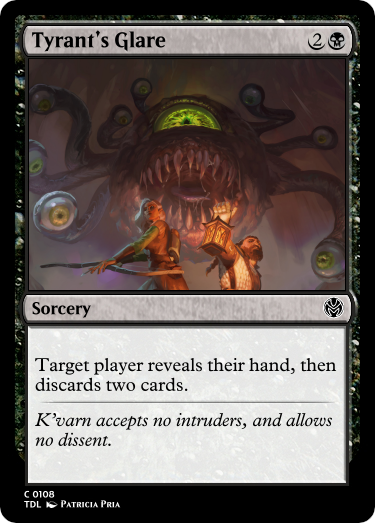 Tyrant's Glare 2
Sorcery
Target player reveals their hand, then
discards two cards.
K'varn accepts no intruders, and allows
no dissent.
C 0108
TDL Patricia Pria